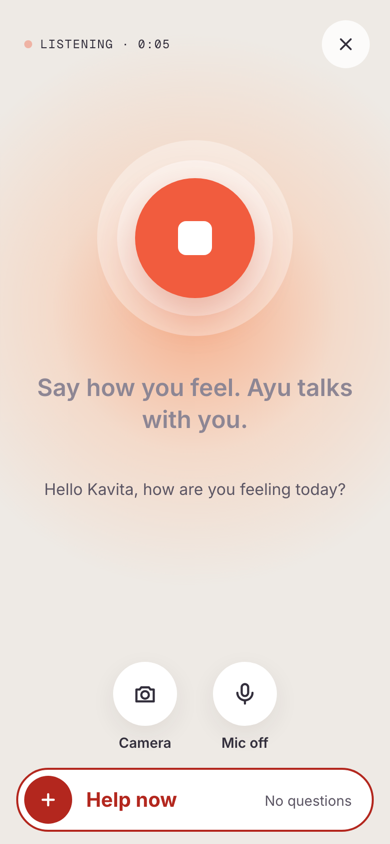 LISTENING · 0:05
Say how you feel. Ayu talks
with you.
Hello Kavita, how are you feeling today?
Camera
Mic off
Help now
No questions